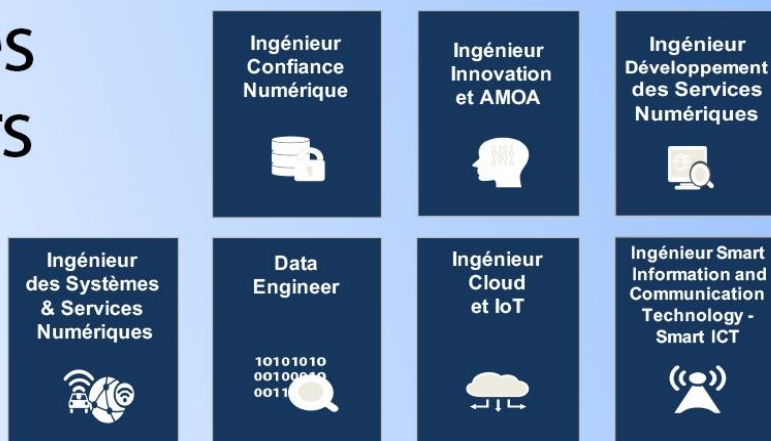 Ingénieur
Confiance
Numérique
Ingénieur
Innovation
et AMOA
Ingénieur
Développement
des Services
Numériques
Ingénieur
des Systèmes
& Services
Numériques
Data
Engineer
10101010
Ingénieur
Cloud
et IoT
Ingénieur Smart
Information and
Communication
Technology -
Smart ICT